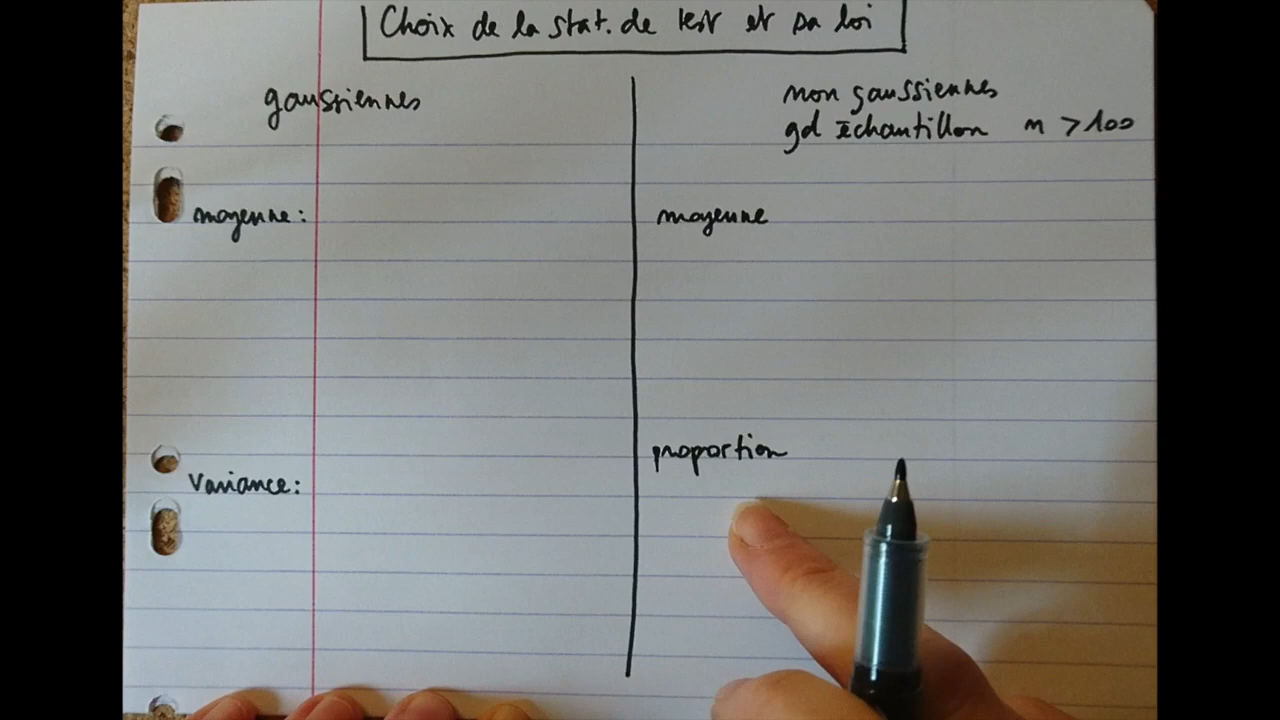 Choix de la stat. de test et sa loi
gaussiennes
moyenne:
Variance:
non gaussiennes
gd échantillon n > 100
moyenne
proportion